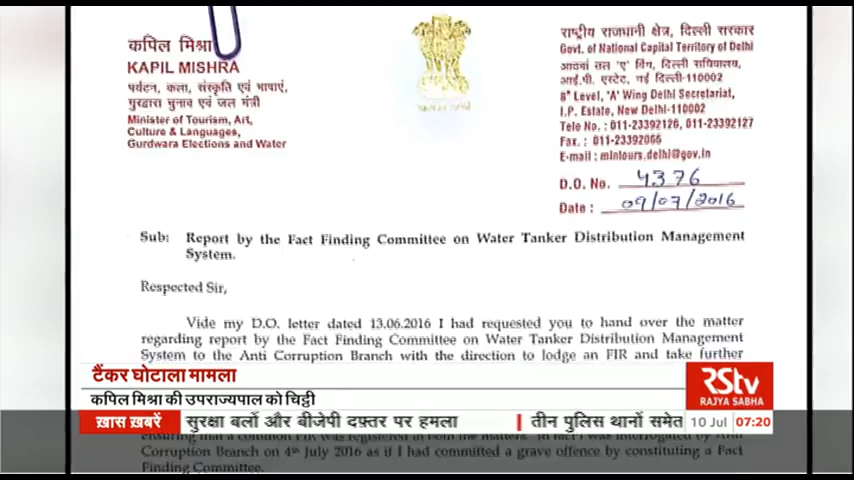 कपिल मिश्रा
KAPIL MISHRA
पर्यटन, कला, संस्कृति एवं भाषाएं,
गुरद्वारा चुनाव एवं जल मंत्री
Minister of Tourism, Art,
Culture & Languages,
Gurdwara Elections and Water
राष्ट्रीय राजधानी क्षेत्र, दिल्ली सरकार
Govt. of National Capital Territory of Delhi
आठवां तल 'ए' विंग, दिल्ली सचिवालय,
आई.पी. एस्टेट, नई दिल्ली-110002
8th Level, 'A' Wing Delhi Secretariat,
I.P. Estate, New Delhi-110002
Tele No. : 011-23392126, 011-23392127
Fax. : 011-23392066
E-mail : mintours.delhi@gov.in
D.O. No. 4376
Date : 09/07/2016
Sub: Report by the Fact Finding Committee on Water Tanker Distribution Management
System.
Respected Sir,
Vide my D.O. letter dated 13.06.2016 I had requested you to hand over the matter
regarding report by the Fact Finding Committee on Water Tanker Distribution Management
System to the Anti Corruption Branch with the direction to lodge an FIR and take further
टैंकर घोटाला मामला
कपिल मिश्रा की उपराज्यपाल को चिट्ठी
RSTV
RAJYA SABHA
ख़ास ख़बरें सुरक्षा बलों और बीजेपी दफ़्तर पर हमला तीन पुलिस थानों समेत 10 Jul 07:20
ensuring that a common FIR was registered in both the matters. In fact I was interrogated by Anti
Corruption Branch on 4th July 2016 as if I had committed a grave offence by constituting a Fact
Finding Committee.